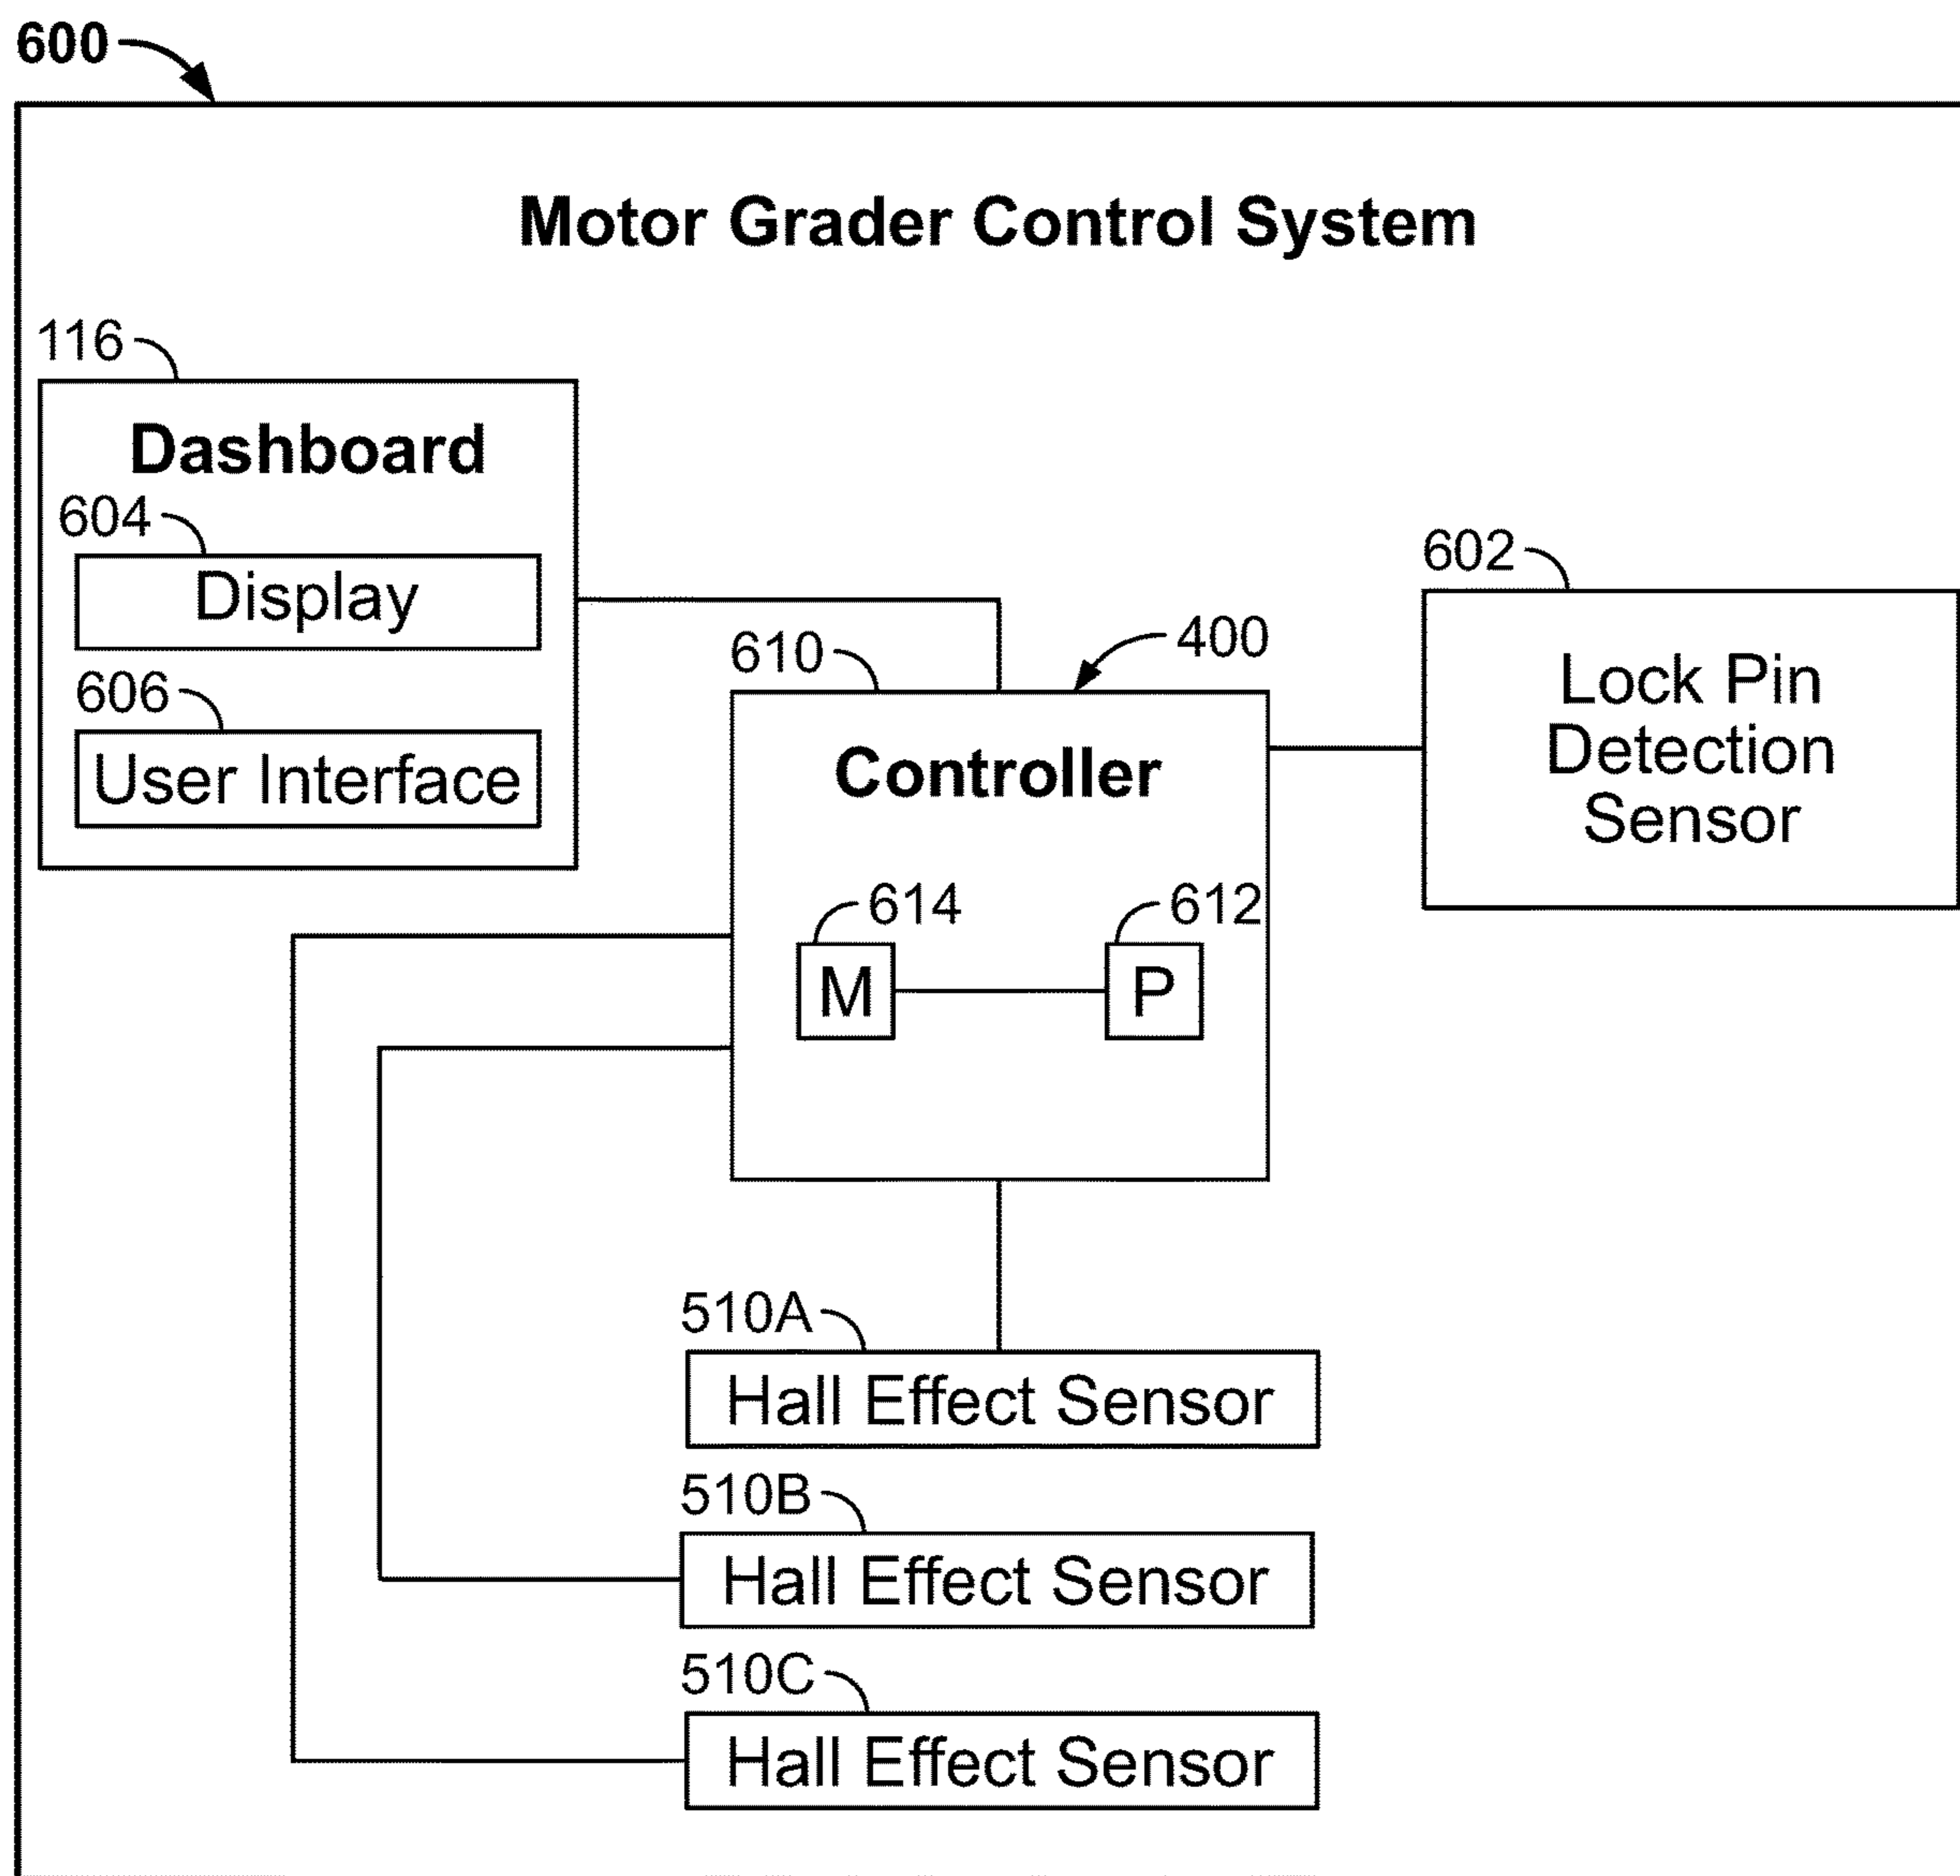 600
Motor Grader Control System
116
Dashboard
604
Display
606
User Interface
610
400
Controller
614
612
M
P
602
Lock Pin
Detection
Sensor
510A
Hall Effect Sensor
510B
Hall Effect Sensor
510C
Hall Effect Sensor